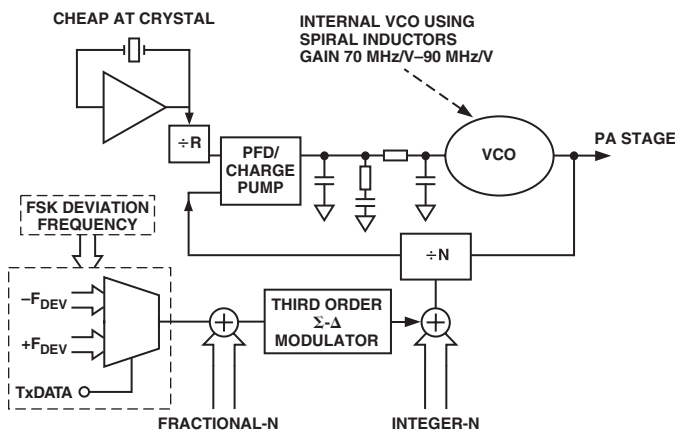 CHEAP AT CRYSTAL
INTERNAL VCO USING
SPIRAL INDUCTORS
GAIN 70 MHz/V–90 MHz/V
÷R
PFD/
CHARGE
PUMP
VCO
PA STAGE
FSK DEVIATION
FREQUENCY
÷N
–FDEV
+FDEV
TxDATA
THIRD ORDER
Σ-Δ
MODULATOR
FRACTIONAL-N
INTEGER-N